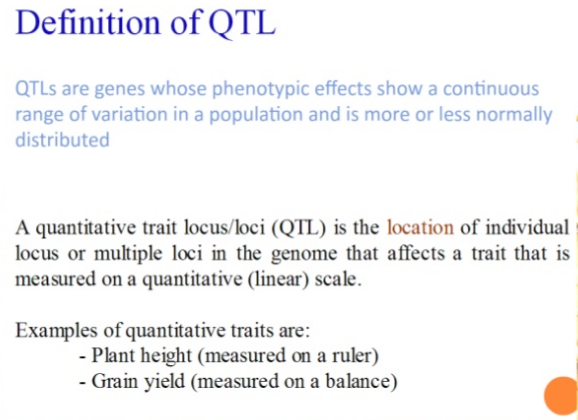 Definition of QTL
QTLs are genes whose phenotypic effects show a continuous
range of variation in a population and is more or less normally
distributed
A quantitative trait locus/loci (QTL) is the location of individual
locus or multiple loci in the genome that affects a trait that is
measured on a quantitative (linear) scale.
Examples of quantitative traits are:
- Plant height (measured on a ruler)
- Grain yield (measured on a balance)